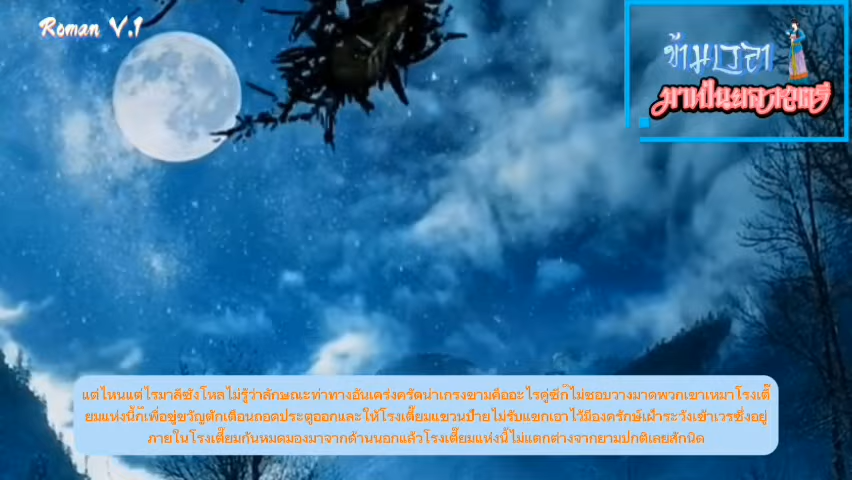 Roman V.1
ข้ามเวลา
มาเป็นยอดสตรี
แต่ไหนแต่ไรมาลีซังโหลไม่รู้ว่าลักษณะท่าทางอันเคร่งครัดน่าเกรงขามคืออะไรคู่ซีก็ไม่ชอบวางมาดพวกเขาเหมาโรงเตี๊
ยมแห่งนี้ก็เพื่อขู่ขวัญตักเตือนถอดประตูออกและให้โรงเตี๊ยมแขวนป้ายไม่รับแขกเอาไว้มีองครักษ์เฝ้าระวังเข้าเวรซึ่งอยู่
ภายในโรงเตี๊ยมกันหมดมองมาจากด้านนอกแล้วโรงเตี๊ยมแห่งนี้ไม่แตกต่างจากยามปกติเลยสักนิด